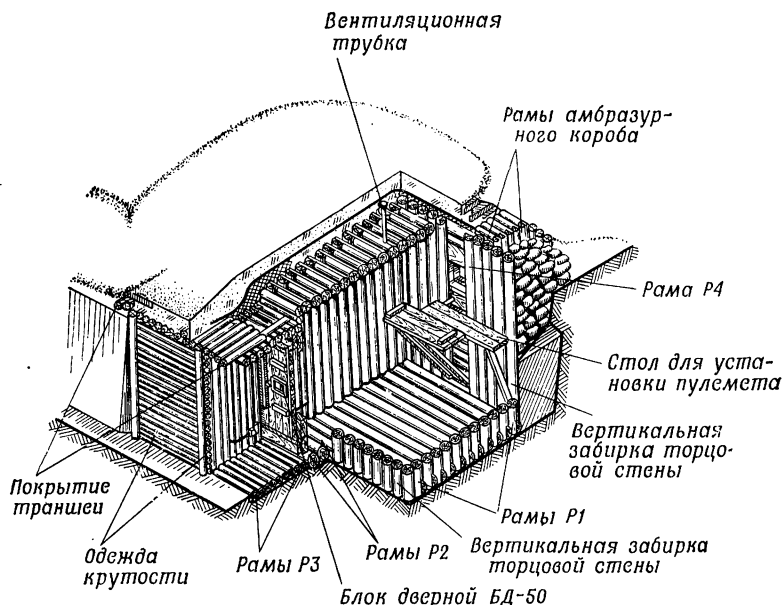 Вентиляционная
трубка
Рамы амбразур-
ного короба
Рама Р4
Стол для уста-
новки пулемета
Вертикальная
забирка торцо-
вой стены
Покрытие
траншеи
Одежда
крутости
Рамы Р3
Рамы Р2
Рамы Р1
Вертикальная забирка
торцовой стены
Блок дверной БД-50